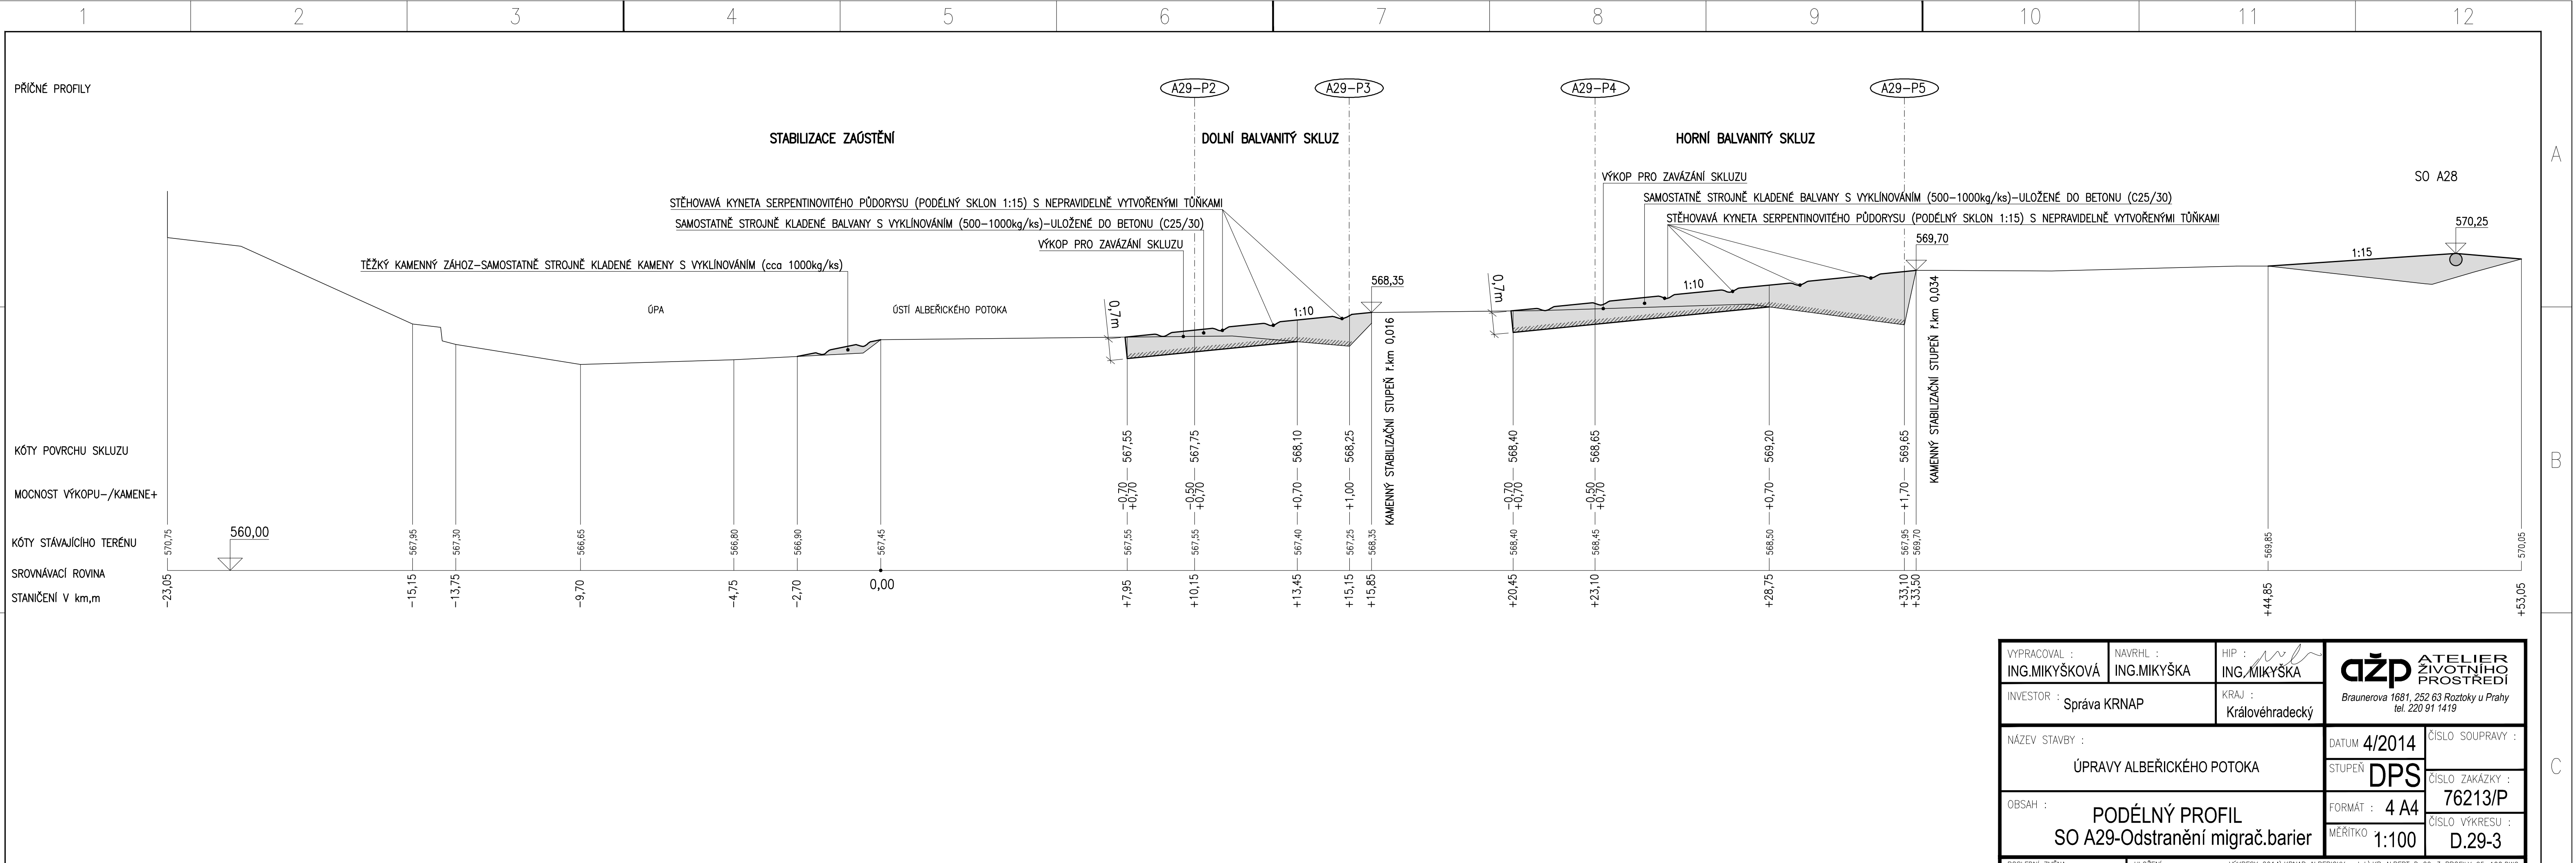 1 2 3 4 5 6 7 8 9 10 11 12
PŘÍČNÉ PROFILY
A29-P2 A29-P3 A29-P4 A29-P5
STABILIZACE ZAÚSTĚNÍ DOLNÍ BALVANITÝ SKLUZ HORNÍ BALVANITÝ SKLUZ
A
SO A28
VÝKOP PRO ZAVÁZÁNÍ SKLUZU
SAMOSTATNĚ STROJNĚ KLADENÉ BALVANY S VYKLÍNOVÁNÍM (500-1000kg/ks)-ULOŽENÉ DO BETONU (C25/30)
STĚHOVAVÁ KYNETA SERPENTINOVITÉHO PŮDORYSU (PODÉLNÝ SKLON 1:15) S NEPRAVIDELNĚ VYTVOŘENÝMI TŮŇKAMI
STĚHOVAVÁ KYNETA SERPENTINOVITÉHO PŮDORYSU (PODÉLNÝ SKLON 1:15) S NEPRAVIDELNĚ VYTVOŘENÝMI TŮŇKAMI
SAMOSTATNĚ STROJNĚ KLADENÉ BALVANY S VYKLÍNOVÁNÍM (500-1000kg/ks)-ULOŽENÉ DO BETONU (C25/30)
570,25
VÝKOP PRO ZAVÁZÁNÍ SKLUZU
569,70
1:15
TĚŽKÝ KAMENNÝ ZÁHOZ-SAMOSTATNĚ STROJNĚ KLADENÉ KAMENY S VYKLÍNOVÁNÍM (cca 1000kg/ks)
568,35
0,7m 1:10 0,7m 1:10
ÚPA ÚSTÍ ALBEŘICKÉHO POTOKA
KAMENNÝ STABILIZAČNÍ STUPEŇ ř.km 0,016
KAMENNÝ STABILIZAČNÍ STUPEŇ ř.km 0,034
B
KÓTY POVRCHU SKLUZU
567,55 567,75 568,10 568,25 568,40 568,65 569,20 569,65
MOCNOST VÝKOPU-/KAMENE+
-0,70 -0,50 -0,70 -0,50
+0,70 +0,70 +0,70 +1,00 +0,70 +0,70 +0,70 +1,70
KÓTY STÁVAJÍCÍHO TERÉNU
570,75 567,95 567,30 566,65 566,80 566,90 567,45 567,55 567,55 567,40 567,25 568,35 568,40 568,45 568,50 567,95 569,70 569,85 570,05
560,00
SROVNÁVACÍ ROVINA
STANIČENÍ V km,m
-23,05 -15,15 -13,75 -9,70 -4,75 -2,70 0,00 +7,95 +10,15 +13,45 +15,15 +15,85 +20,45 +23,10 +28,75 +33,10 +33,50 +44,85 +53,05
C
VYPRACOVAL : NAVRHL : HIP :
ING.MIKYŠKOVÁ ING.MIKYŠKA ING.MIKYŠKA
ažp ATELIER
ŽIVOTNÍHO
PROSTŘEDÍ
Braunerova 1681, 252 63 Roztoky u Prahy
tel. 220 91 1419
INVESTOR : Správa KRNAP
KRAJ :
Královéhradecký
NÁZEV STAVBY :
ÚPRAVY ALBEŘICKÉHO POTOKA
DATUM 4/2014
ČÍSLO SOUPRAVY :
STUPEŇ DPS
ČÍSLO ZAKÁZKY :
76213/P
OBSAH :
PODÉLNÝ PROFIL
SO A29-Odstranění migrač.barier
FORMÁT : 4 A4
MĚŘÍTKO : 1:100
ČÍSLO VÝKRESU :
D.29-3